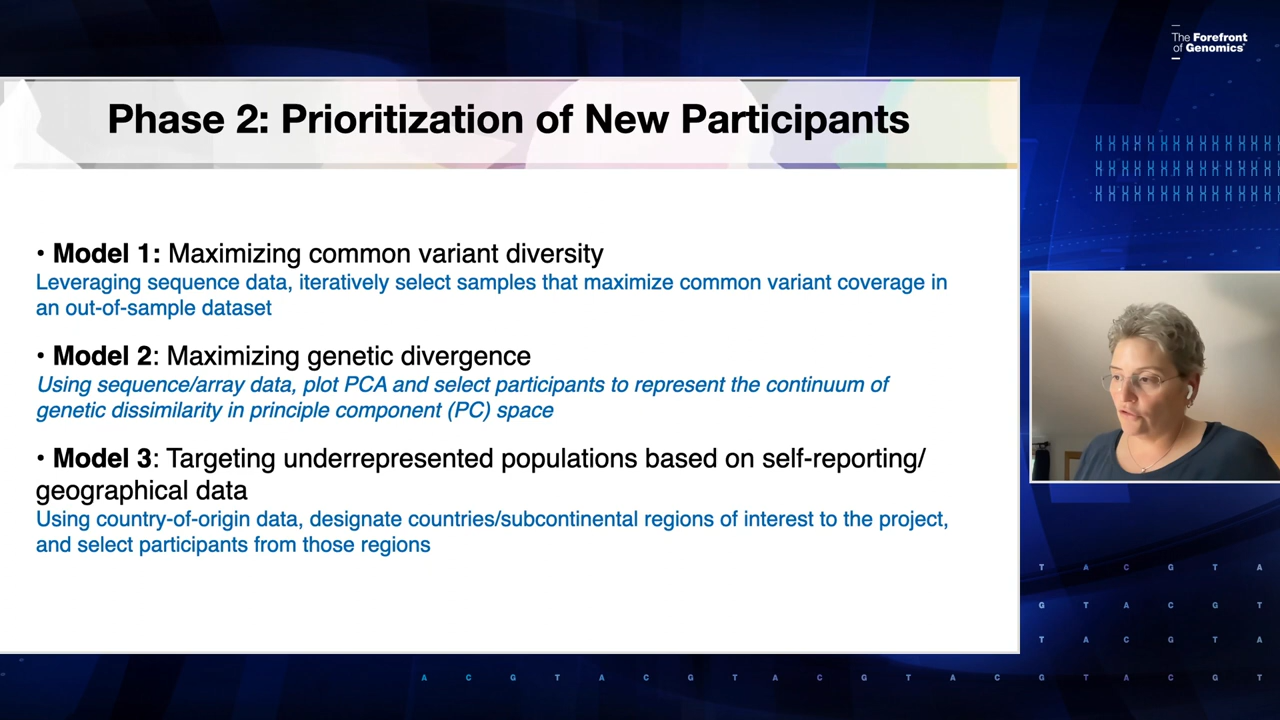 The Forefront
of Genomics®
Phase 2: Prioritization of New Participants
• Model 1: Maximizing common variant diversity
Leveraging sequence data, iteratively select samples that maximize common variant coverage in
an out-of-sample dataset
• Model 2: Maximizing genetic divergence
Using sequence/array data, plot PCA and select participants to represent the continuum of
genetic dissimilarity in principle component (PC) space
• Model 3: Targeting underrepresented populations based on self-reporting/
geographical data
Using country-of-origin data, designate countries/subcontinental regions of interest to the project,
and select participants from those regions
T A C G T A
G T A C G T
T A C G T A
A C G T A C G T A C G T A C G T A C G T